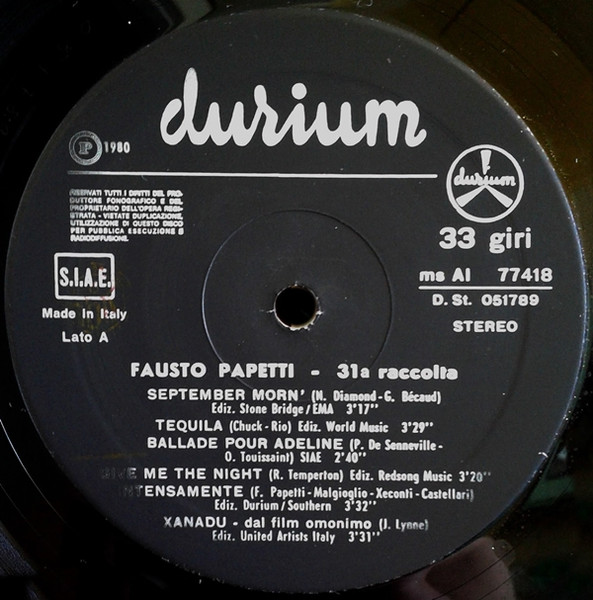 durium
P 1980
RISERVATI TUTTI I DIRITTI DEL PRO-
DUTTORE FONOGRAFICO E DEL
PROPRIETARIO DELL'OPERA REGI-
STRATA - VIETATE DUPLICAZIONE,
UTILIZZAZIONE DI QUESTO DISCO
PER PUBBLICA ESECUZIONE E
RADIODIFFUSIONE.
durium
33 giri
S.I.A.E.
ms AI 77418
D. St. 051789
Made in Italy
STEREO
Lato A
FAUSTO PAPETTI - 31a raccolta
SEPTEMBER MORN' (N. Diamond-G. Bécaud)
Ediz. Stone Bridge/EMA 3'17''
TEQUILA (Chuck-Rio) Ediz. World Music 3'29''
BALLADE POUR ADELINE (P. De Senneville-
O. Touissaint) SIAE 2'40''
GIVE ME THE NIGHT (R. Temperton) Ediz. Redsong Music 3'20''
INTENSAMENTE (F. Papetti-Malgioglio-Xeconti-Castellari)
Ediz. Durium/Southern 3'32''
XANADU - dal film omonimo (J. Lynne)
Ediz. United Artists Italy 3'31''